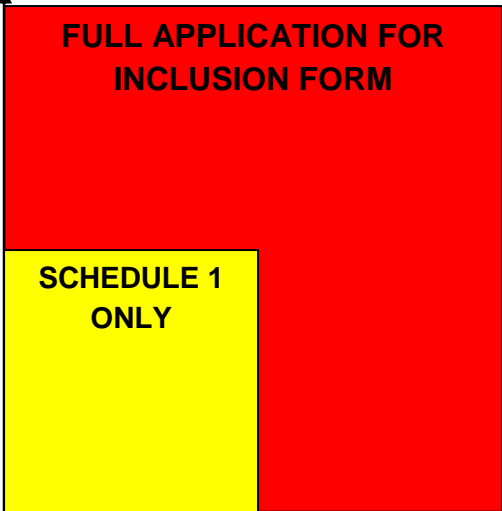 FULL APPLICATION FOR
INCLUSION FORM
SCHEDULE 1
ONLY